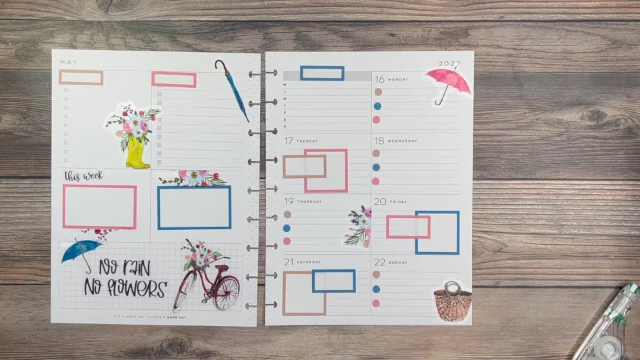 MAY
this week
NO RAIN
NO FLOWERS
2022
16 MONDAY
17 TUESDAY
18 WEDNESDAY
19 THURSDAY
20 FRIDAY
21 SATURDAY
22 SUNDAY